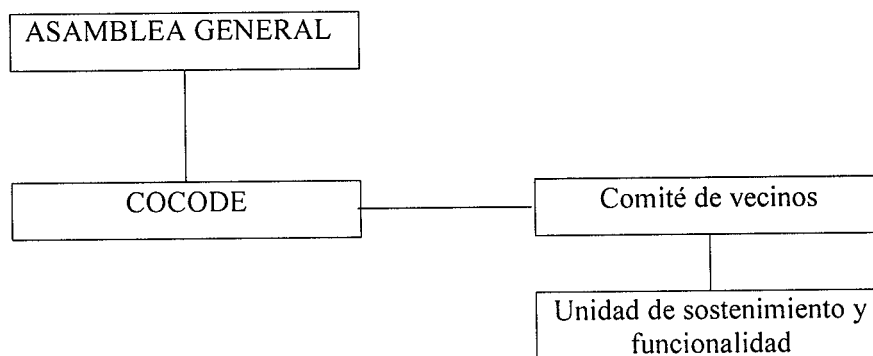 ASAMBLEA GENERAL
COCODE
Comité de vecinos
Unidad de sostenimiento y
funcionalidad